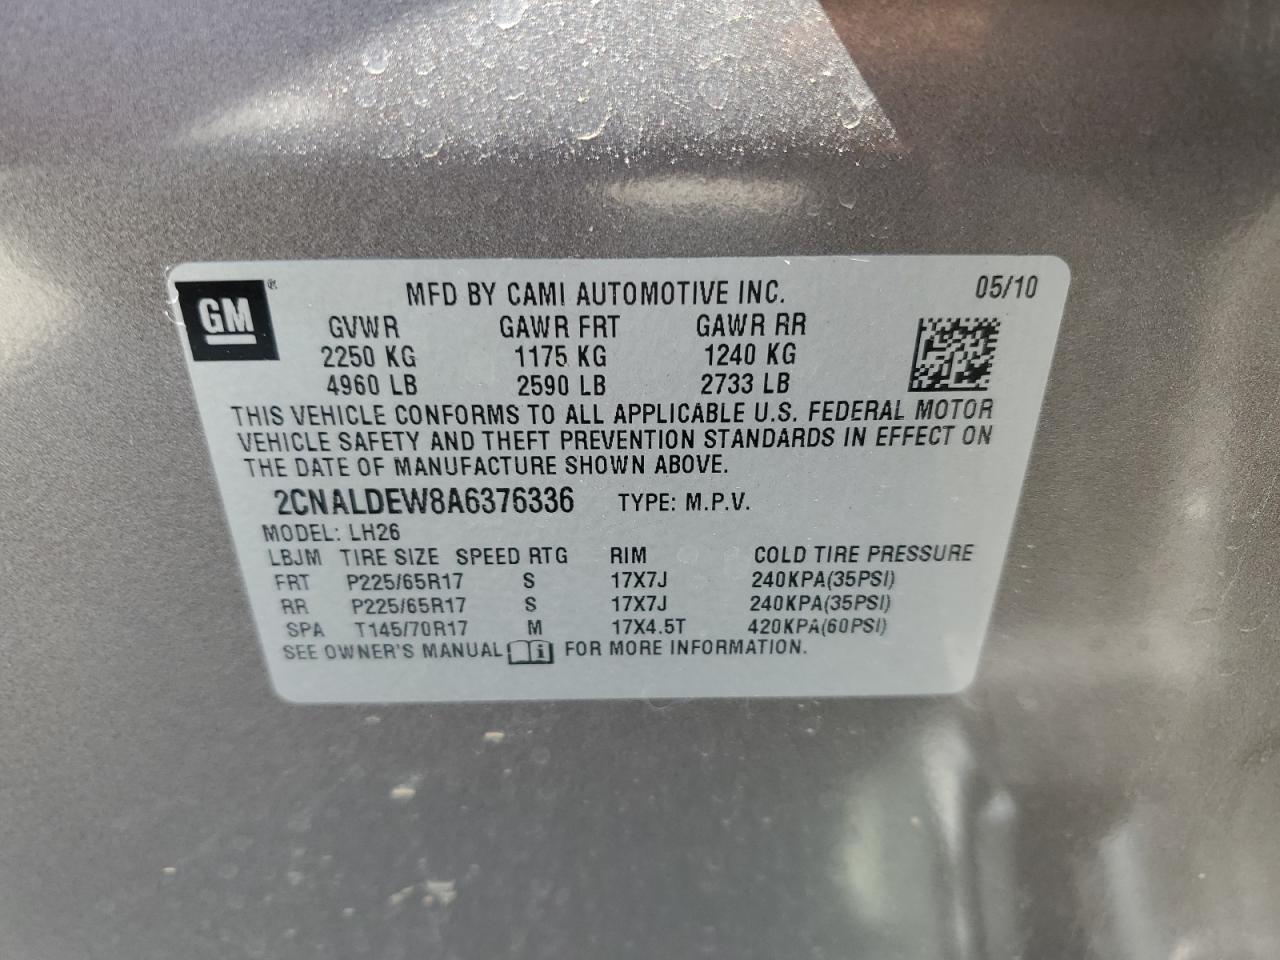 GM ®
MFD BY CAMI AUTOMOTIVE INC. 05/10
GVWR GAWR FRT GAWR RR
2250 KG 1175 KG 1240 KG
4960 LB 2590 LB 2733 LB
THIS VEHICLE CONFORMS TO ALL APPLICABLE U.S. FEDERAL MOTOR
VEHICLE SAFETY AND THEFT PREVENTION STANDARDS IN EFFECT ON
THE DATE OF MANUFACTURE SHOWN ABOVE.
2CNALDEW8A6376336 TYPE: M.P.V.
MODEL: LH26
LBJM TIRE SIZE SPEED RTG RIM COLD TIRE PRESSURE
FRT P225/65R17 S 17X7J 240KPA(35PSI)
RR P225/65R17 S 17X7J 240KPA(35PSI)
SPA T145/70R17 M 17X4.5T 420KPA(60PSI)
SEE OWNER'S MANUAL i FOR MORE INFORMATION.